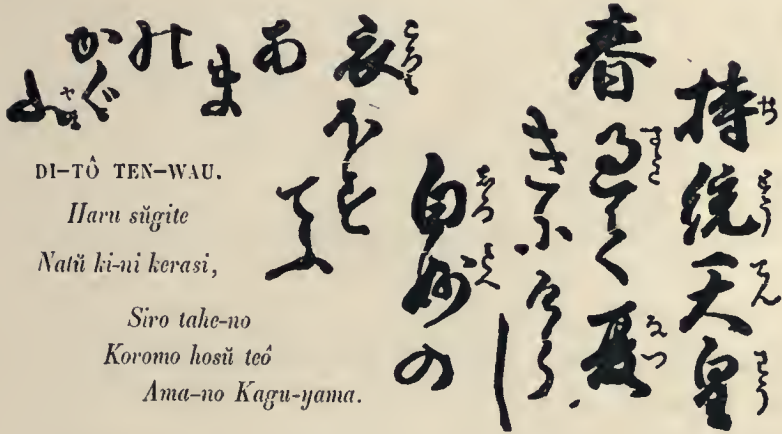 持統天皇
春過て夏
きにけらし
白妙の
衣ほす
てふ
あまのかぐ山
DI–TÔ TEN–WAU.
Haru sŭgite
Natŭ ki-ni kerasi,
Siro tahe-no
Koromo hosŭ teô
Ama-no Kagu-yama.